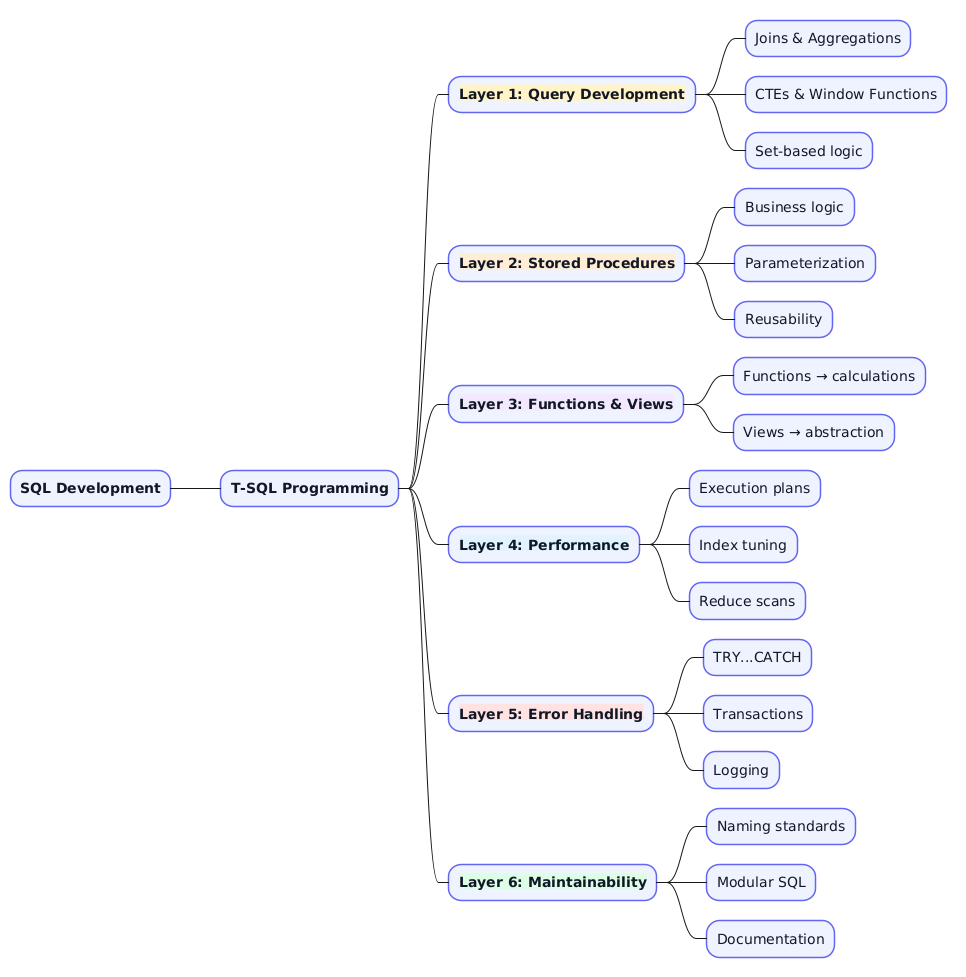 SQL Development
T-SQL Programming
Layer 1: Query Development
Joins & Aggregations
CTEs & Window Functions
Set-based logic
Layer 2: Stored Procedures
Business logic
Parameterization
Reusability
Layer 3: Functions & Views
Functions → calculations
Views → abstraction
Layer 4: Performance
Execution plans
Index tuning
Reduce scans
Layer 5: Error Handling
TRY...CATCH
Transactions
Logging
Layer 6: Maintainability
Naming standards
Modular SQL
Documentation